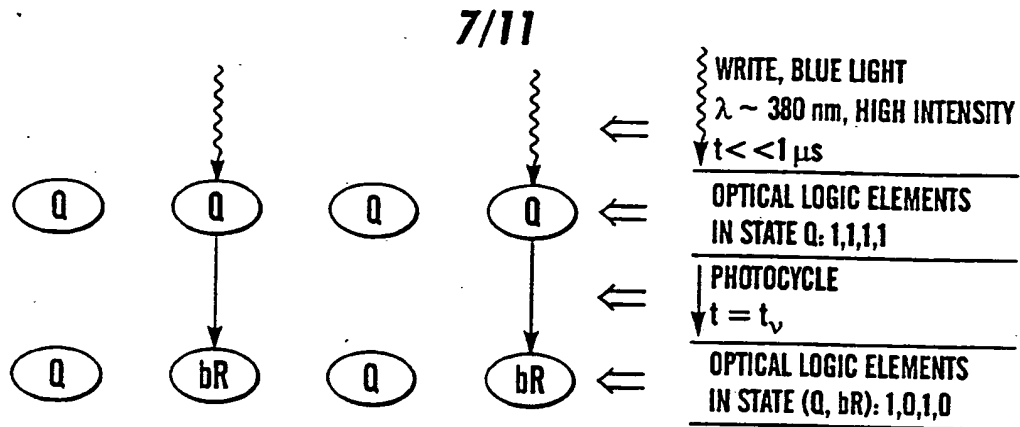 7/11
WRITE, BLUE LIGHT
λ ~ 380 nm, HIGH INTENSITY
t<<1 μs
Q Q Q Q
OPTICAL LOGIC ELEMENTS
IN STATE Q: 1,1,1,1
PHOTOCYCLE
t = tν
Q bR Q bR
OPTICAL LOGIC ELEMENTS
IN STATE (Q, bR): 1,0,1,0